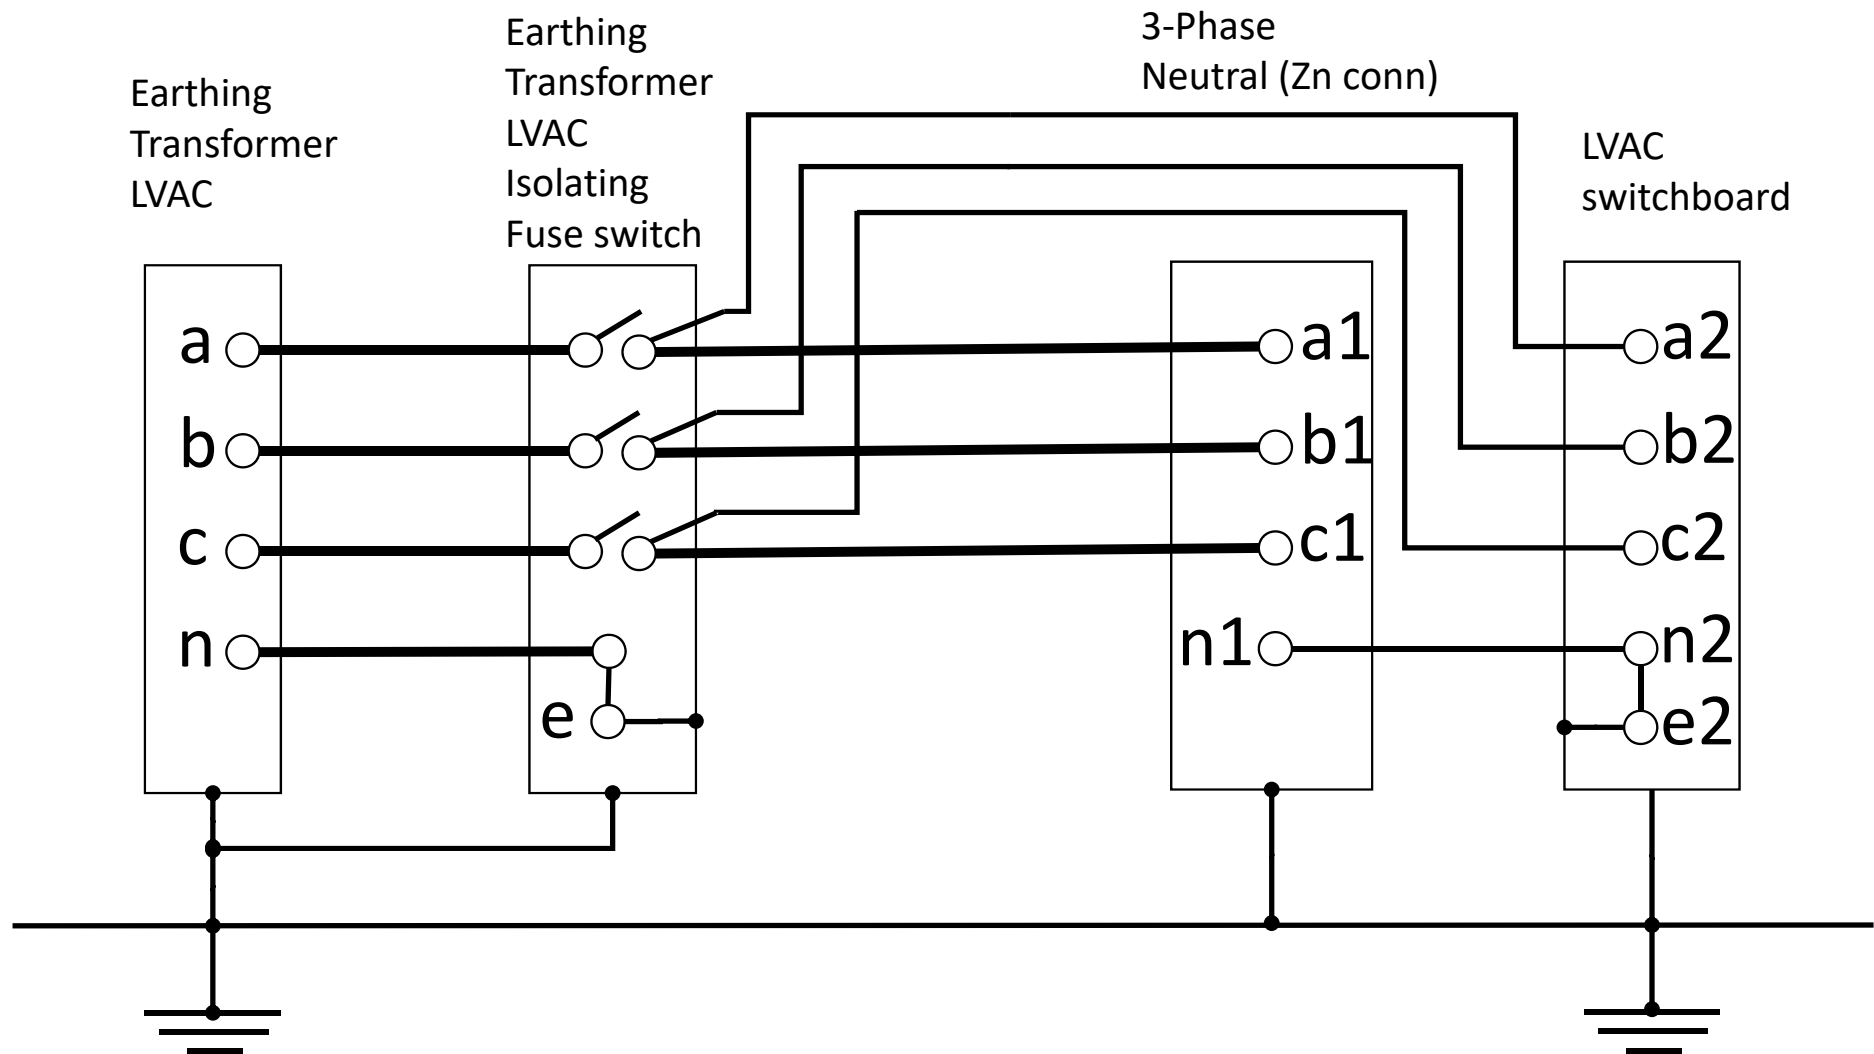 Earthing
Transformer
LVAC
Earthing
Transformer
LVAC
Isolating
Fuse switch
3-Phase
Neutral (Zn conn)
LVAC
switchboard
a
b
c
n
e
a1
b1
c1
n1
a2
b2
c2
n2
e2